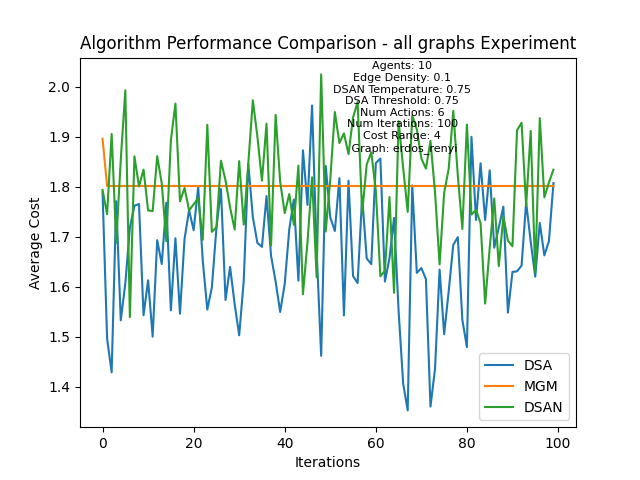 Algorithm Performance Comparison - all graphs Experiment
Agents: 10
Edge Density: 0.1
DSAN Temperature: 0.75
DSA Threshold: 0.75
Num Actions: 6
Num Iterations: 100
Cost Range: 4
Graph: erdos_renyi
2.0
1.9
1.8
1.7
1.6
1.5
1.4
Average Cost
DSA
MGM
DSAN
0
20
40
60
80
100
Iterations